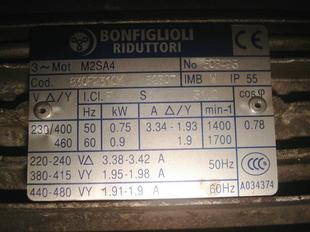 BONFIGLIOLI
RIDUTTORI
3~Mot M2SA4 No
Cod. IMB IP 55
V Δ/Y I.Cl. S cos φ
Hz kW A Δ/Y min-1
230/400 50 0.75 3.34 - 1.93 1400 0.78
460 60 0.9 1.9 1700
220-240 VΔ 3.38-3.42 A 50Hz
380-415 VY 1.95-1.98 A
440-480 VY 1.91-1.9 A 60Hz
CCC
A034374